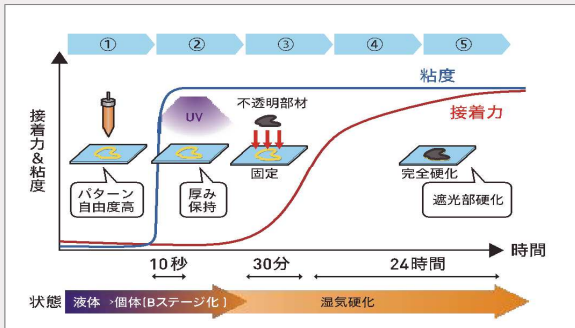 ① ② ③ ④ ⑤
粘度
接着力
接着力&粘度
UV
不透明部材
固定
完全硬化
パターン
自由度高
厚み
保持
遮光部硬化
時間
10秒 30分 24時間
状態 液体→個体(Bステージ化) 湿気硬化